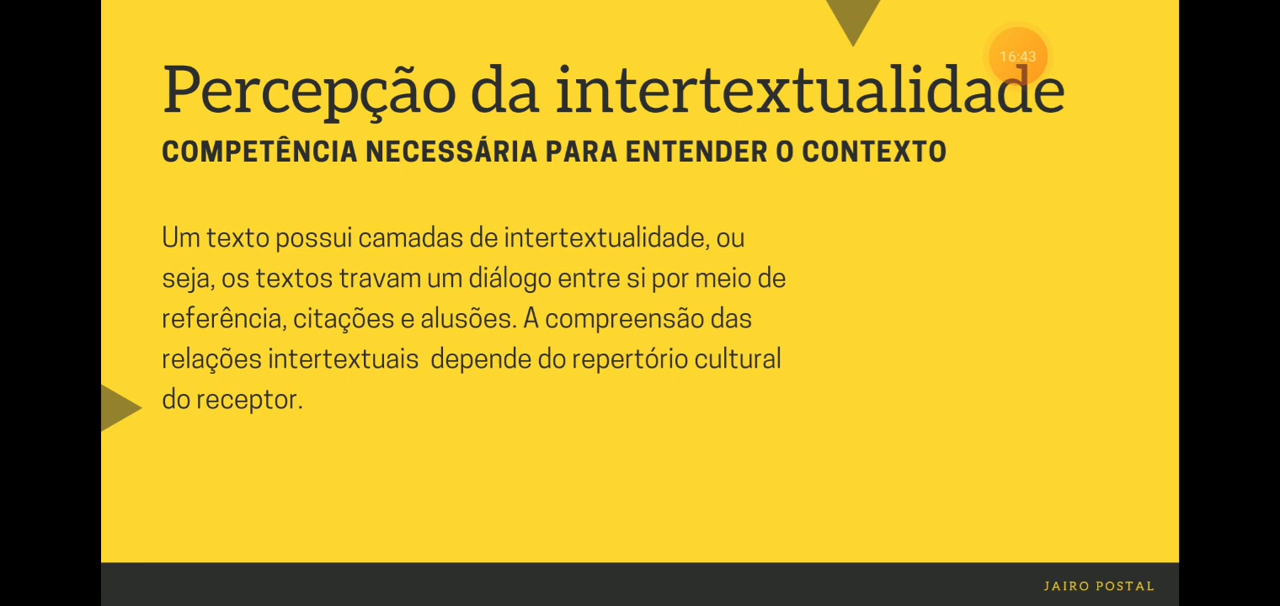 16:43
Percepção da intertextualidade
COMPETÊNCIA NECESSÁRIA PARA ENTENDER O CONTEXTO
Um texto possui camadas de intertextualidade, ou
seja, os textos travam um diálogo entre si por meio de
referência, citações e alusões. A compreensão das
relações intertextuais  depende do repertório cultural
do receptor.
JAIRO POSTAL